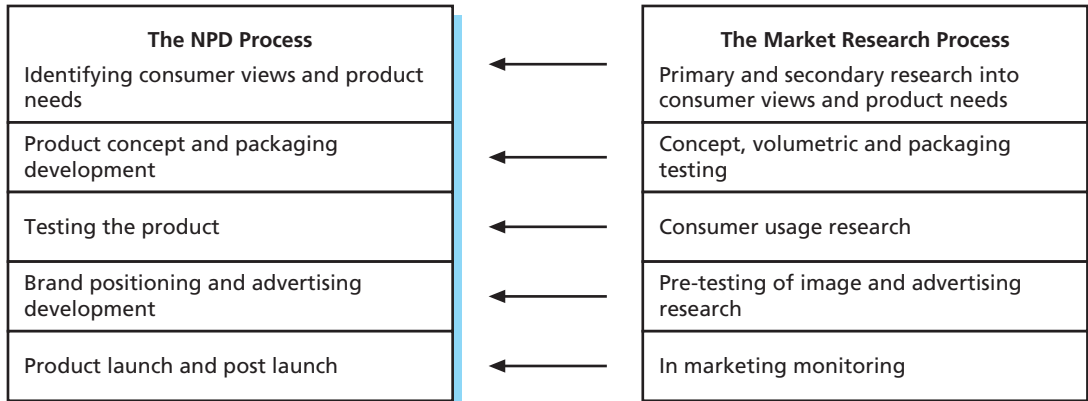 The NPD Process
Identifying consumer views and product
needs
Product concept and packaging
development
Testing the product
Brand positioning and advertising
development
Product launch and post launch
The Market Research Process
Primary and secondary research into
consumer views and product needs
Concept, volumetric and packaging
testing
Consumer usage research
Pre-testing of image and advertising
research
In marketing monitoring